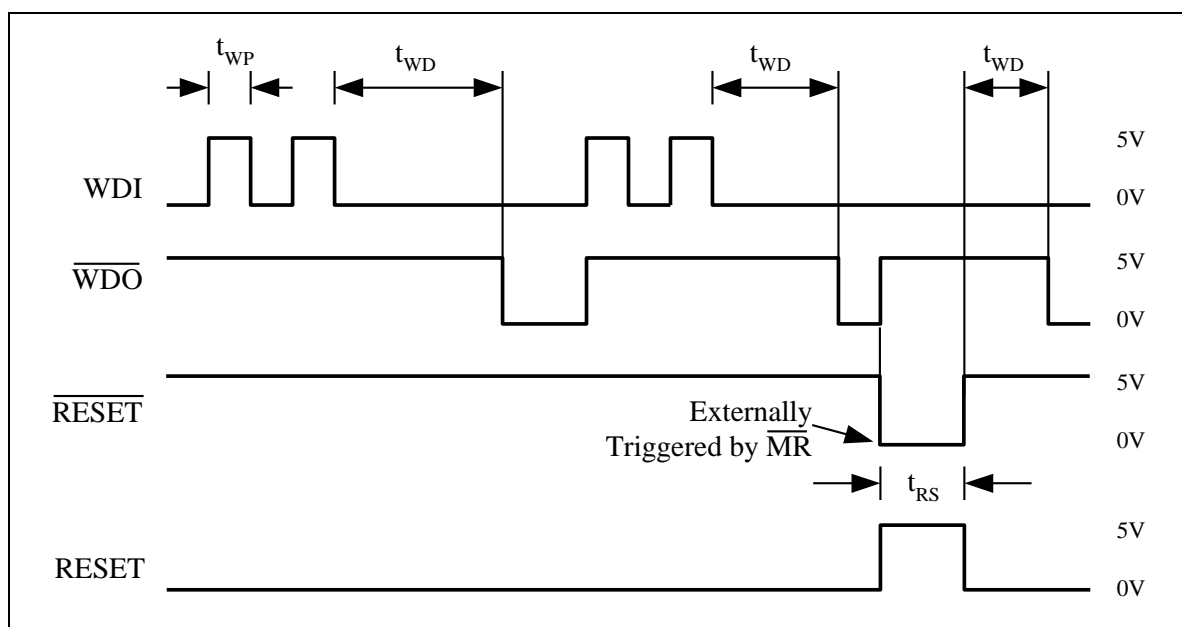 tWP
tWD
tWD
tWD
5V
WDI
0V
WDO
5V
0V
RESET
5V
Externally
Triggered by MR
0V
tRS
5V
RESET
0V